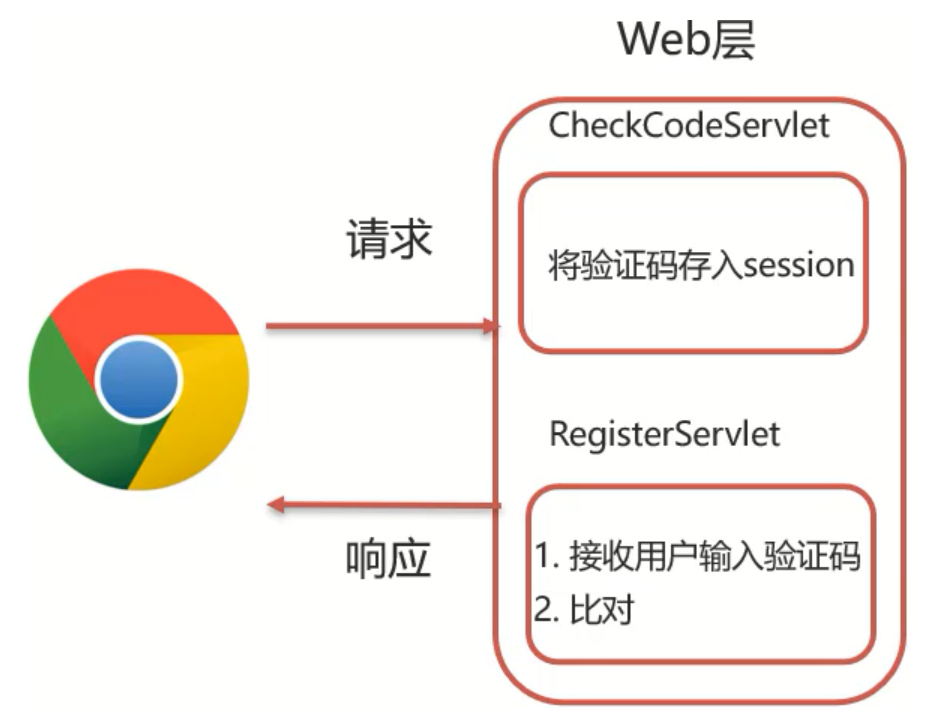 Web层
CheckCodeServlet
请求
将验证码存入session
RegisterServlet
响应
1. 接收用户输入验证码
2. 比对